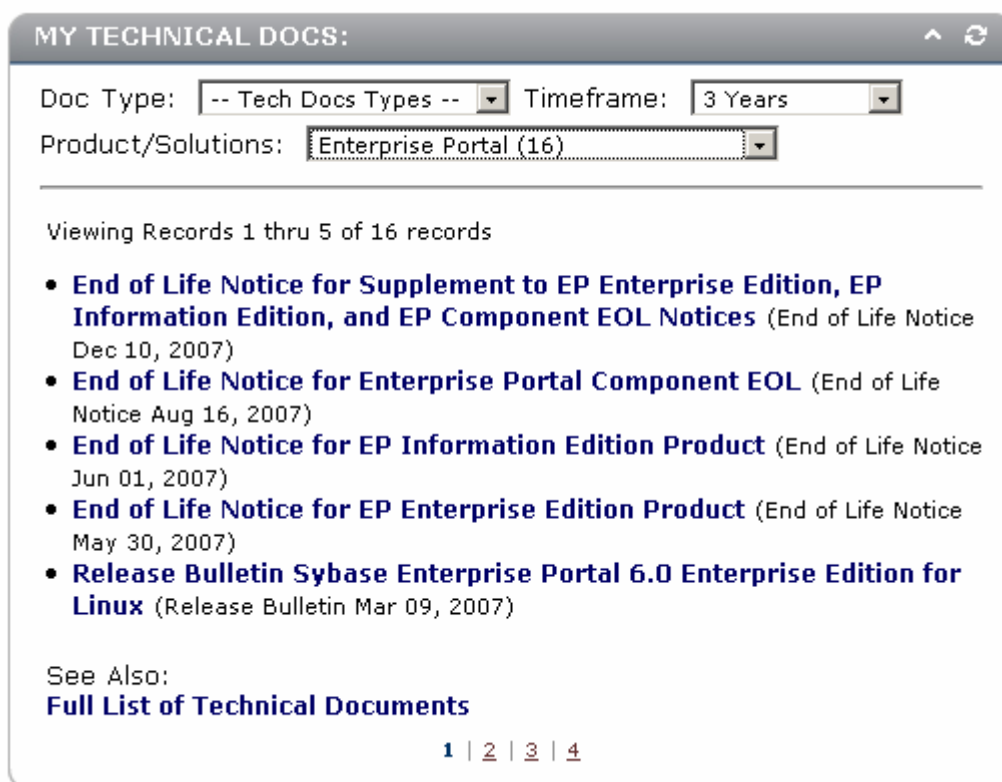 MY TECHNICAL DOCS:
Doc Type: -- Tech Docs Types -- Timeframe: 3 Years
Product/Solutions: Enterprise Portal (16)
Viewing Records 1 thru 5 of 16 records
• End of Life Notice for Supplement to EP Enterprise Edition, EP
Information Edition, and EP Component EOL Notices (End of Life Notice
Dec 10, 2007)
• End of Life Notice for Enterprise Portal Component EOL (End of Life
Notice Aug 16, 2007)
• End of Life Notice for EP Information Edition Product (End of Life Notice
Jun 01, 2007)
• End of Life Notice for EP Enterprise Edition Product (End of Life Notice
May 30, 2007)
• Release Bulletin Sybase Enterprise Portal 6.0 Enterprise Edition for
Linux (Release Bulletin Mar 09, 2007)
See Also:
Full List of Technical Documents
1 | 2 | 3 | 4